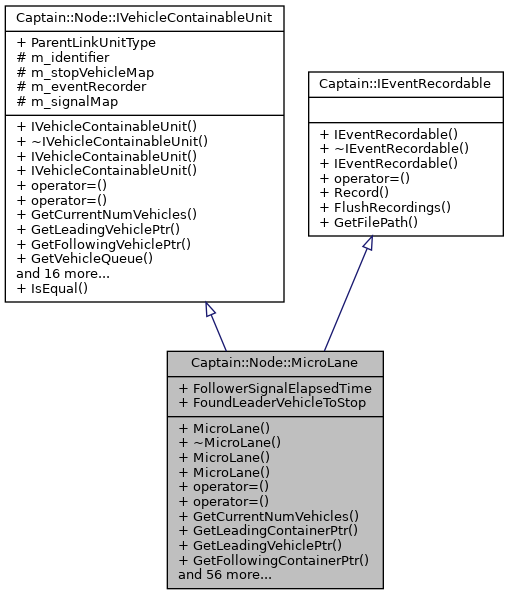 Captain::Node::IVehicleContainableUnit
+ ParentLinkUnitType
# m_identifier
# m_stopVehicleMap
# m_eventRecorder
# m_signalMap
+ IVehicleContainableUnit()
+ ~IVehicleContainableUnit()
+ IVehicleContainableUnit()
+ IVehicleContainableUnit()
+ operator=()
+ operator=()
+ GetCurrentNumVehicles()
+ GetLeadingVehiclePtr()
+ GetFollowingVehiclePtr()
+ GetVehicleQueue()
and 16 more...
+ IsEqual()
Captain::IEventRecordable
+ IEventRecordable()
+ ~IEventRecordable()
+ IEventRecordable()
+ operator=()
+ Record()
+ FlushRecordings()
+ GetFilePath()
Captain::Node::MicroLane
+ FollowerSignalElapsedTime
+ FoundLeaderVehicleToStop
+ MicroLane()
+ ~MicroLane()
+ MicroLane()
+ MicroLane()
+ operator=()
+ operator=()
+ GetCurrentNumVehicles()
+ GetLeadingContainerPtr()
+ GetLeadingVehiclePtr()
+ GetFollowingContainerPtr()
and 56 more...